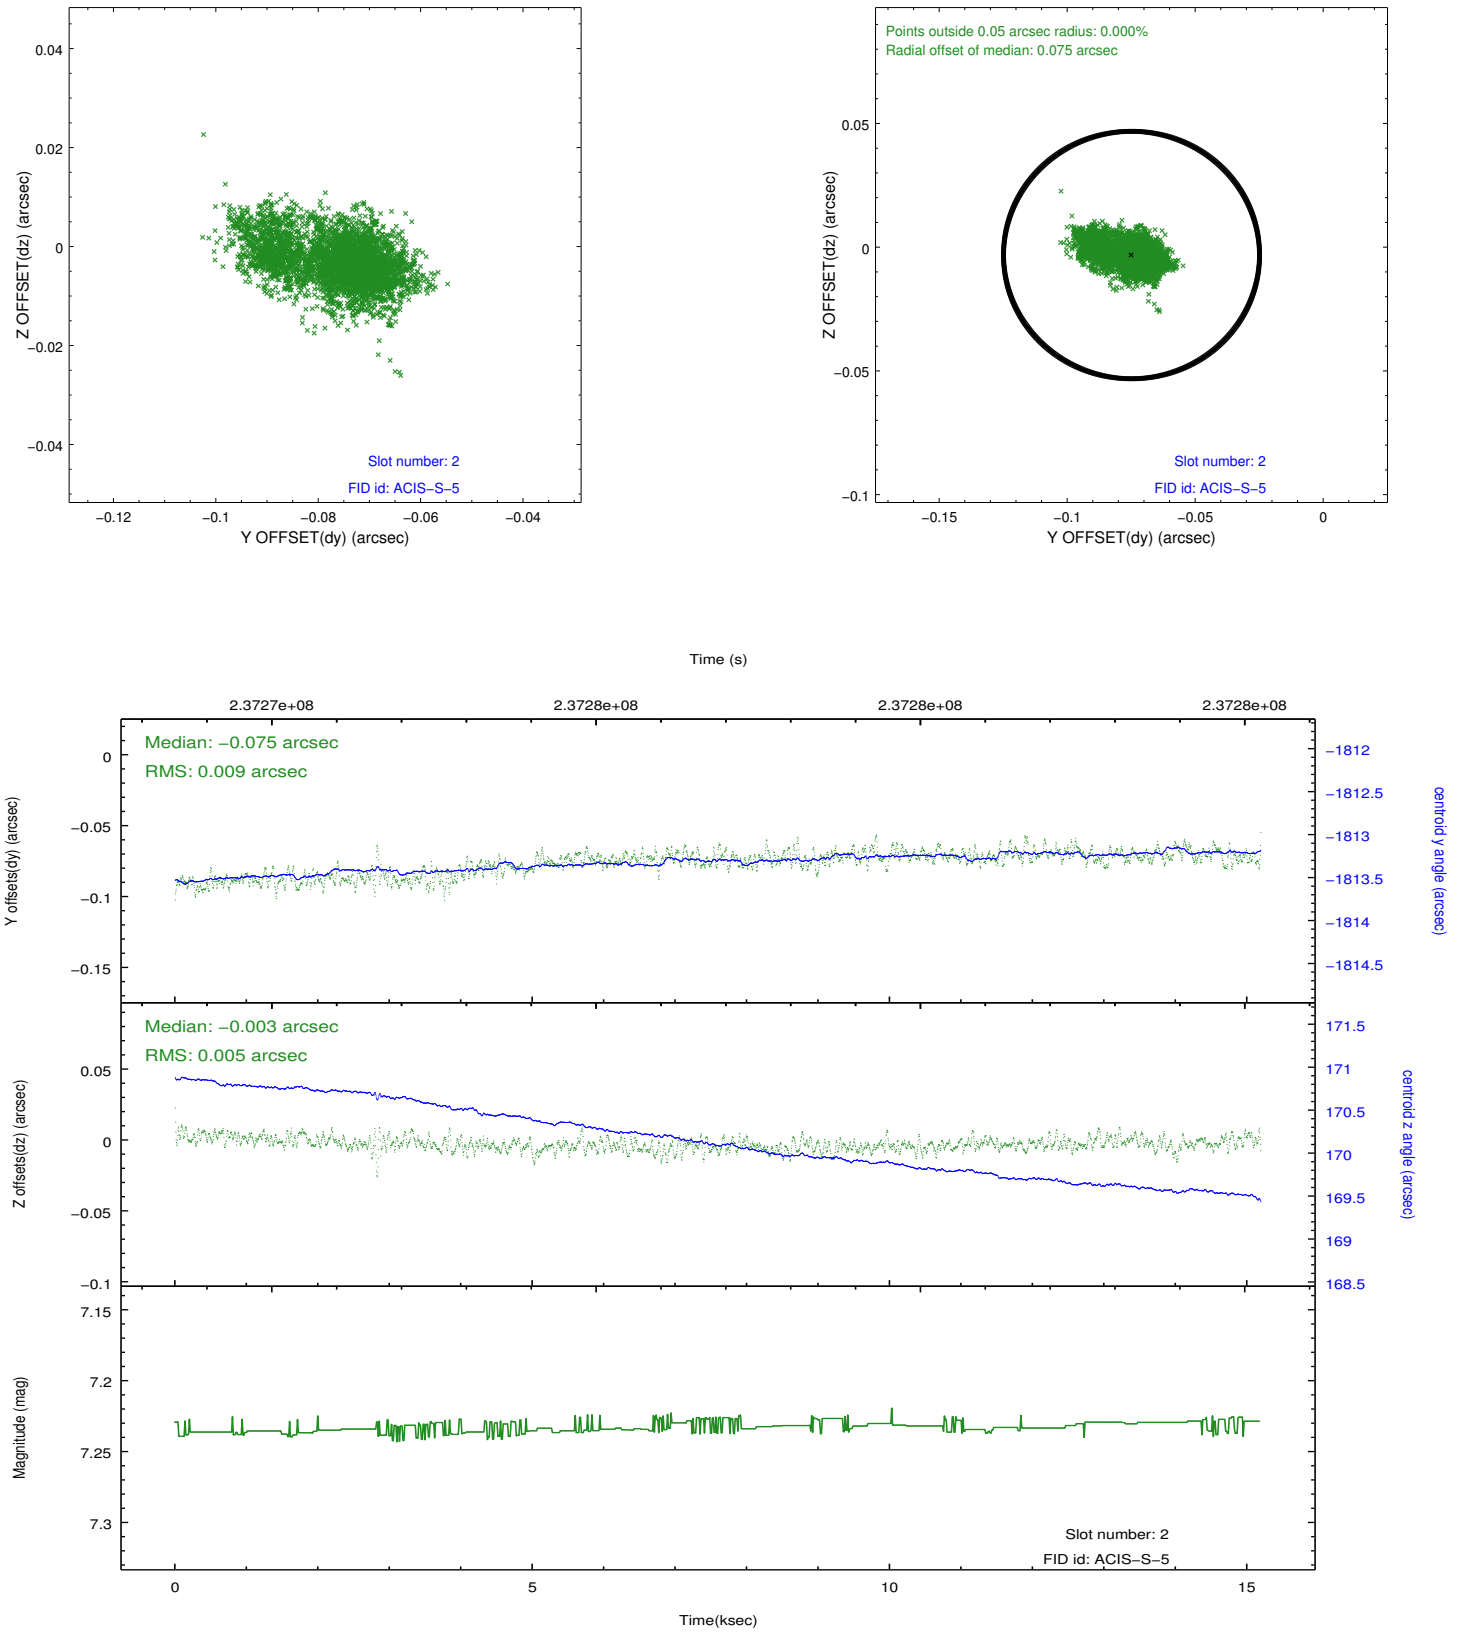 0.04
0.02
0
−0.02
−0.04
Z OFFSET(dz) (arcsec)
Slot number: 2
FID id: ACIS−S−5
−0.12
−0.1
−0.08
−0.06
−0.04
Y OFFSET(dy) (arcsec)
Points outside 0.05 arcsec radius: 0.000%
Radial offset of median: 0.075 arcsec
0.05
0
−0.05
−0.1
Z OFFSET(dz) (arcsec)
Slot number: 2
FID id: ACIS−S−5
−0.15
−0.1
−0.05
0
Y OFFSET(dy) (arcsec)
Time (s)
2.3727e+08
2.3728e+08
2.3728e+08
2.3728e+08
Median: −0.075 arcsec
RMS: 0.009 arcsec
0
−0.05
−0.1
−0.15
Y offsets(dy) (arcsec)
−1812
−1812.5
−1813
−1813.5
−1814
−1814.5
centroid y angle (arcsec)
Median: −0.003 arcsec
RMS: 0.005 arcsec
0.05
0
−0.05
−0.1
Z offsets(dz) (arcsec)
171.5
171
170.5
170
169.5
169
168.5
centroid z angle (arcsec)
7.15
7.2
7.25
7.3
Magnitude (mag)
Slot number: 2
FID id: ACIS−S−5
0
5
10
15
Time(ksec)